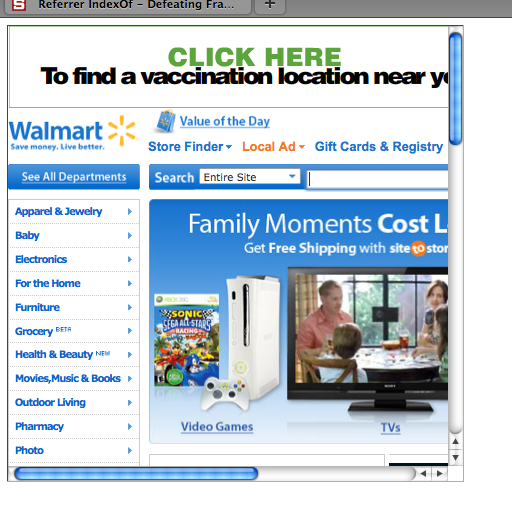 Referrer IndexOf – Defeating Fra...
CLICK HERE
To find a vaccination location near yo
Walmart
Save money. Live better.
Value of the Day
Store Finder
Local Ad
Gift Cards & Registry
See All Departments
Search
Entire Site
Apparel & Jewelry
Baby
Electronics
For the Home
Furniture
Grocery BETA
Health & Beauty NEW
Movies,Music & Books
Outdoor Living
Pharmacy
Photo
Family Moments Cost L
Get Free Shipping with site to stor
XBOX 360
SONIC
SEGA ALL-STARS
RACING
SONY
Video Games
TVs